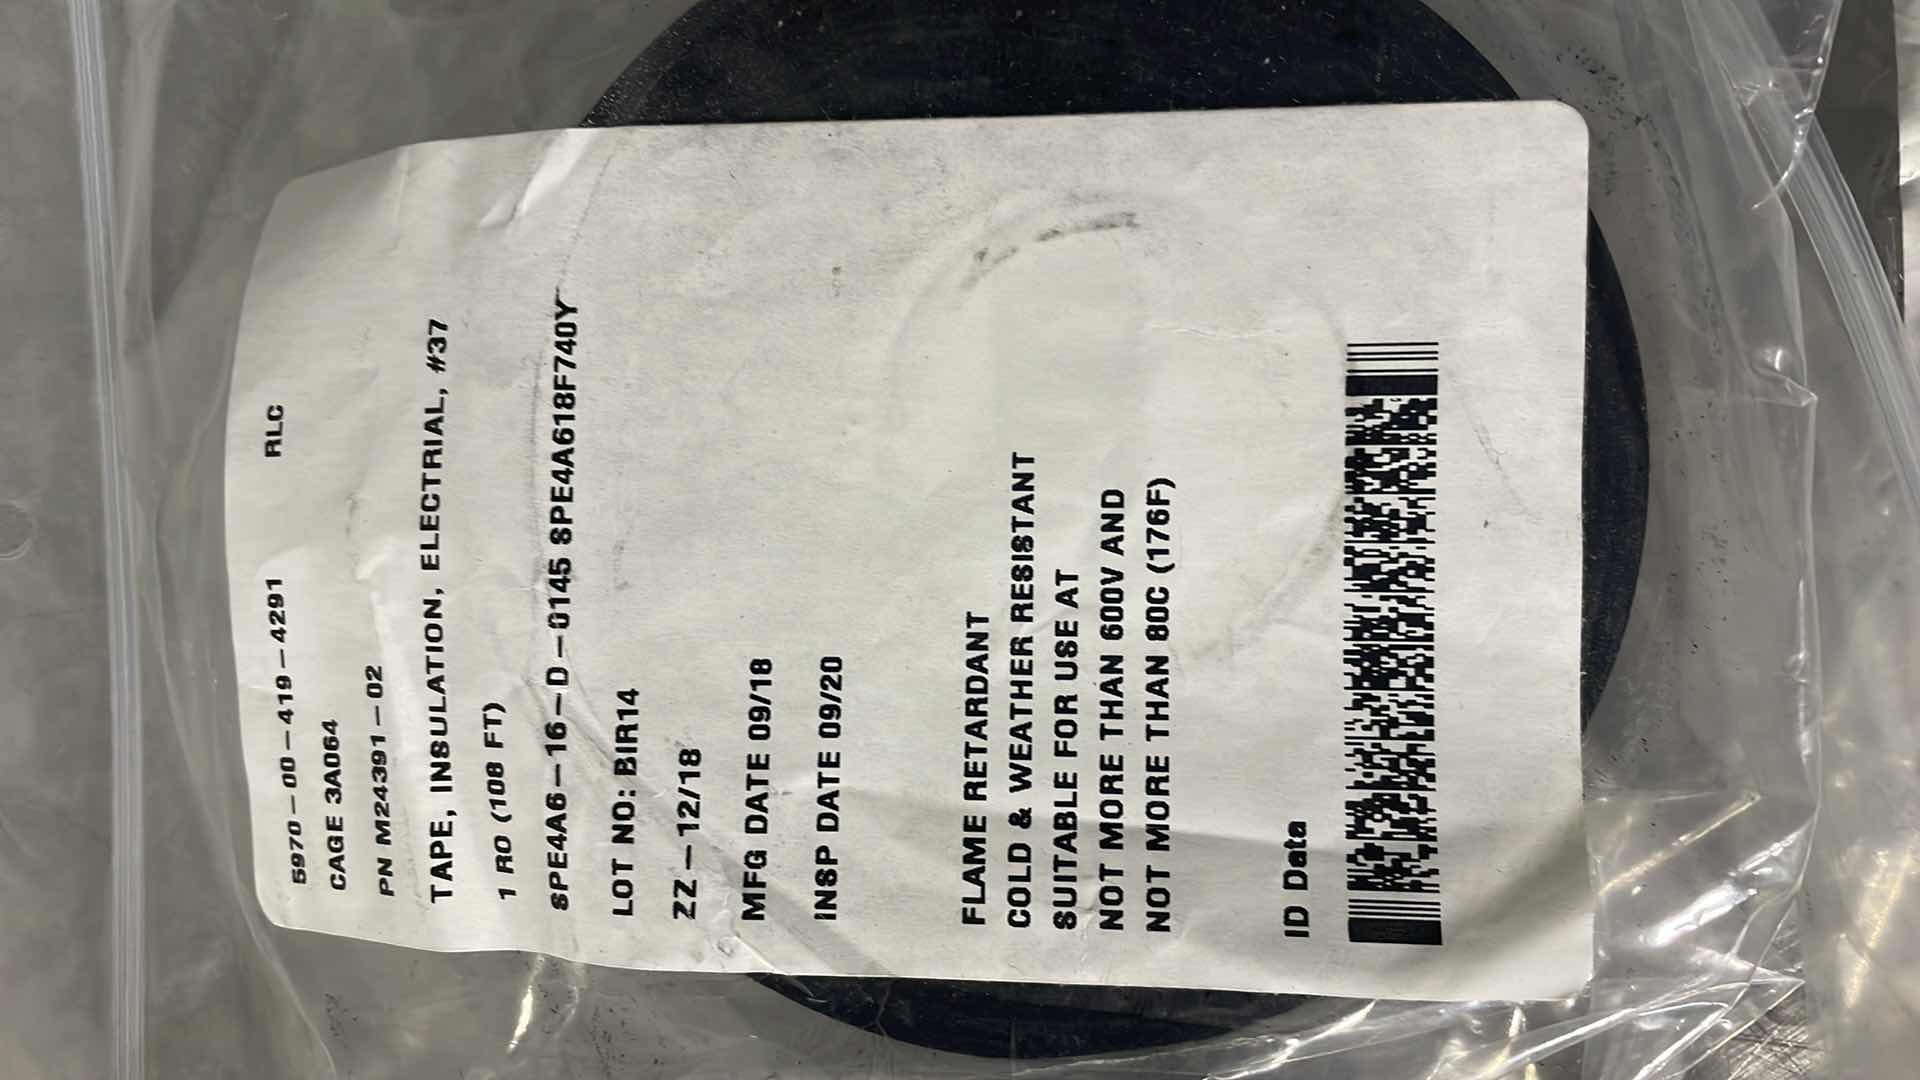 5970-00-419-4291 RLC
CAGE 3A064
PN M24391-02
TAPE, INSULATION, ELECTRIAL, #37
1 RO (108 FT)
SPE4A6-16-D-0145 SPE4A618F740Y
LOT NO: BIR14
ZZ-12/18
MFG DATE 09/18
INSP DATE 09/20
FLAME RETARDANT
COLD & WEATHER RESISTANT
SUITABLE FOR USE AT
NOT MORE THAN 600V AND
NOT MORE THAN 80C (176F)
ID Data